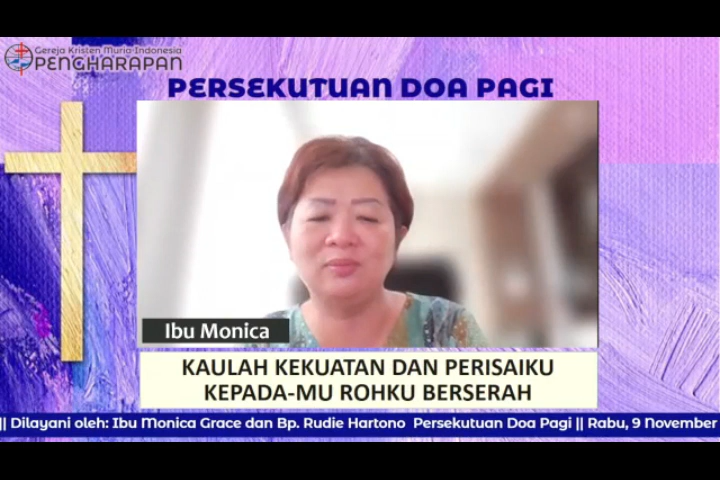 Gereja Kristen Muria Indonesia
PENGHARAPAN
PERSEKUTUAN DOA PAGI
Ibu Monica
KAULAH KEKUATAN DAN PERISAIKU
KEPADA-MU ROHKU BERSERAH
|| Dilayani oleh: Ibu Monica Grace dan Bp. Rudie Hartono Persekutuan Doa Pagi || Rabu, 9 November